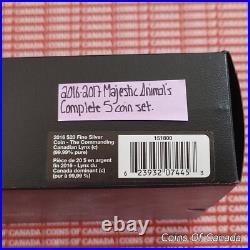 2016-2017 Majestic Animal's
Complete 5 coin set.
2016 $20 Fine Silver
Coin - The Commanding
Canadian Lynx (c)
(99.99% pure)
Pièce de 20 $ en argent
fin 2016 - Lynx du
Canada dominant (c)
(pur à 99,99 %)
151800
6 23932 07445 3
Coins Of Canada